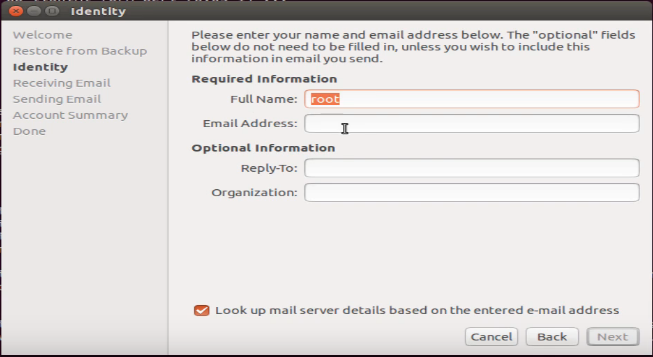 Identity
Welcome
Restore from Backup
Identity
Receiving Email
Sending Email
Account Summary
Done
Please enter your name and email address below. The "optional" fields
below do not need to be filled in, unless you wish to include this
information in email you send.
Required Information
Full Name: root
Email Address:
Optional Information
Reply-To:
Organization:
Look up mail server details based on the entered e-mail address
Cancel Back Next